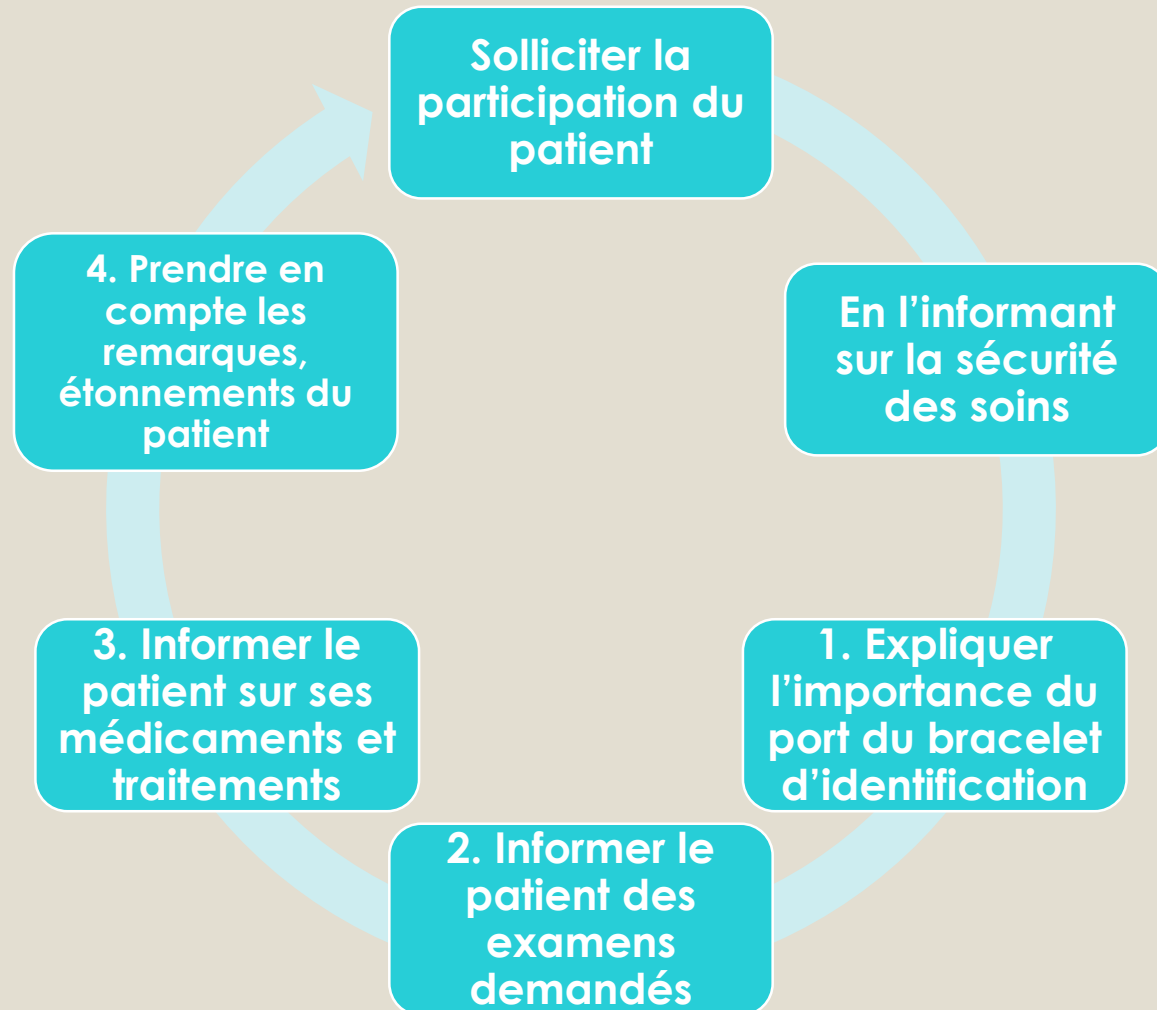 Solliciter la
participation du
patient
En l’informant
sur la sécurité
des soins
1. Expliquer
l’importance du
port du bracelet
d’identification
2. Informer le
patient des
examens
demandés
3. Informer le
patient sur ses
médicaments et
traitements
4. Prendre en
compte les
remarques,
étonnements du
patient